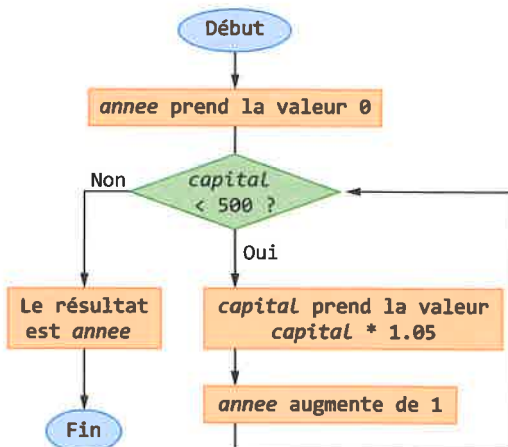 Début
annee prend la valeur 0
Non
capital
< 500 ?
Oui
Le résultat
est annee
capital prend la valeur
capital * 1.05
annee augmente de 1
Fin